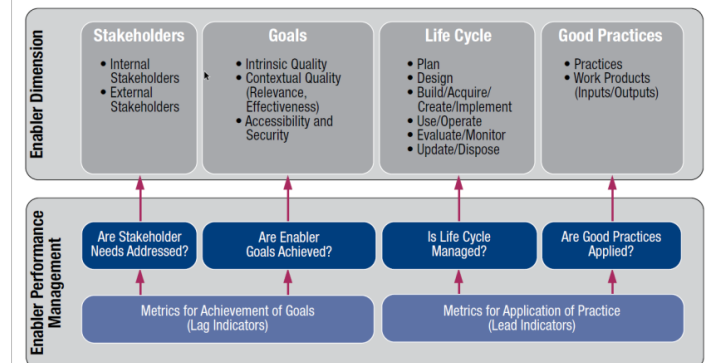 Enabler Dimension
Stakeholders
• Internal
Stakeholders
• External
Stakeholders
Goals
• Intrinsic Quality
• Contextual Quality
(Relevance,
Effectiveness)
• Accessibility and
Security
Life Cycle
• Plan
• Design
• Build/Acquire/
Create/Implement
• Use/Operate
• Evaluate/Monitor
• Update/Dispose
Good Practices
• Practices
• Work Products
(Inputs/Outputs)
Enabler Performance
Management
Are Stakeholder
Needs Addressed?
Are Enabler
Goals Achieved?
Is Life Cycle
Managed?
Are Good Practices
Applied?
Metrics for Achievement of Goals
(Lag Indicators)
Metrics for Application of Practice
(Lead Indicators)